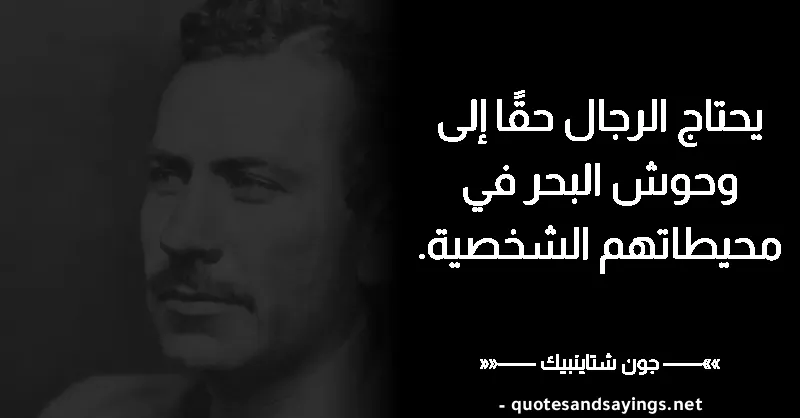 يحتاج الرجال حقًا إلى
وحوش البحر في
محيطاتهم الشخصية.
»»—— جون شتاينبيك ——««
- quotesandsayings.net